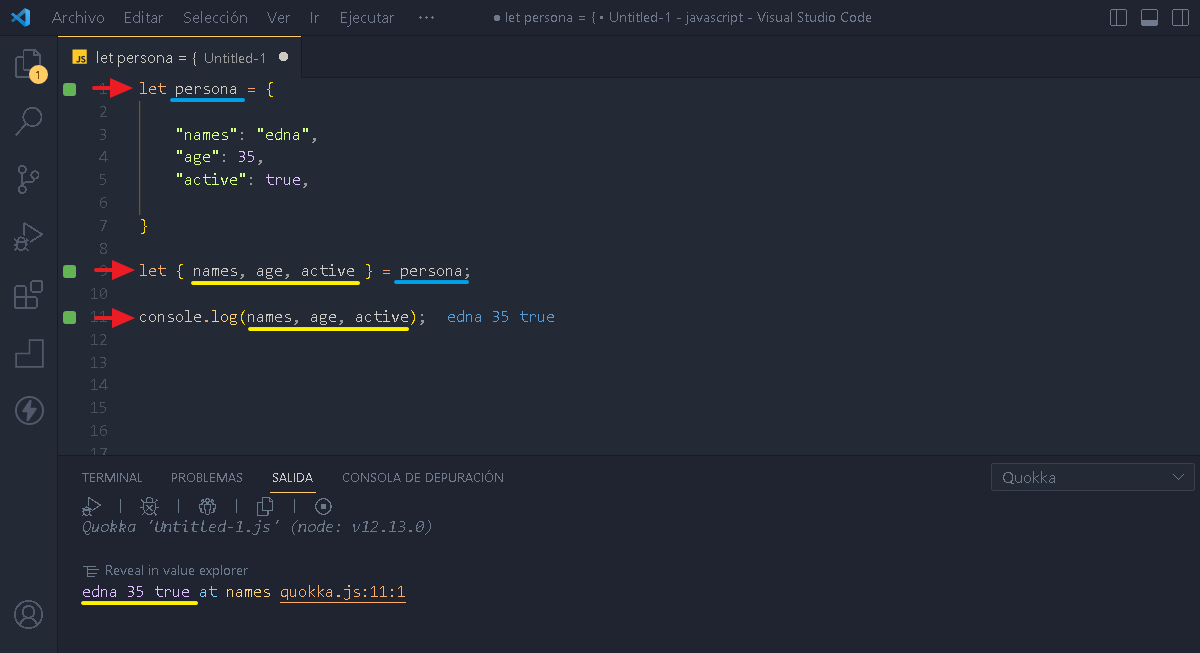 Archivo Editar Selección Ver Ir Ejecutar ··· ● let persona = { • Untitled-1 - javascript - Visual Studio Code
JS let persona = { Untitled-1 ●
1
1 let persona = {
2
3 "names": "edna",
4 "age": 35,
5 "active": true,
6
7 }
8
9 let { names, age, active } = persona;
10
11 console.log(names, age, active); edna 35 true
12
13
14
15
16
17
TERMINAL PROBLEMAS SALIDA CONSOLA DE DEPURACIÓN Quokka
Quokka 'Untitled-1.js' (node: v12.13.0)
Reveal in value explorer
edna 35 true at names quokka.js:11:1